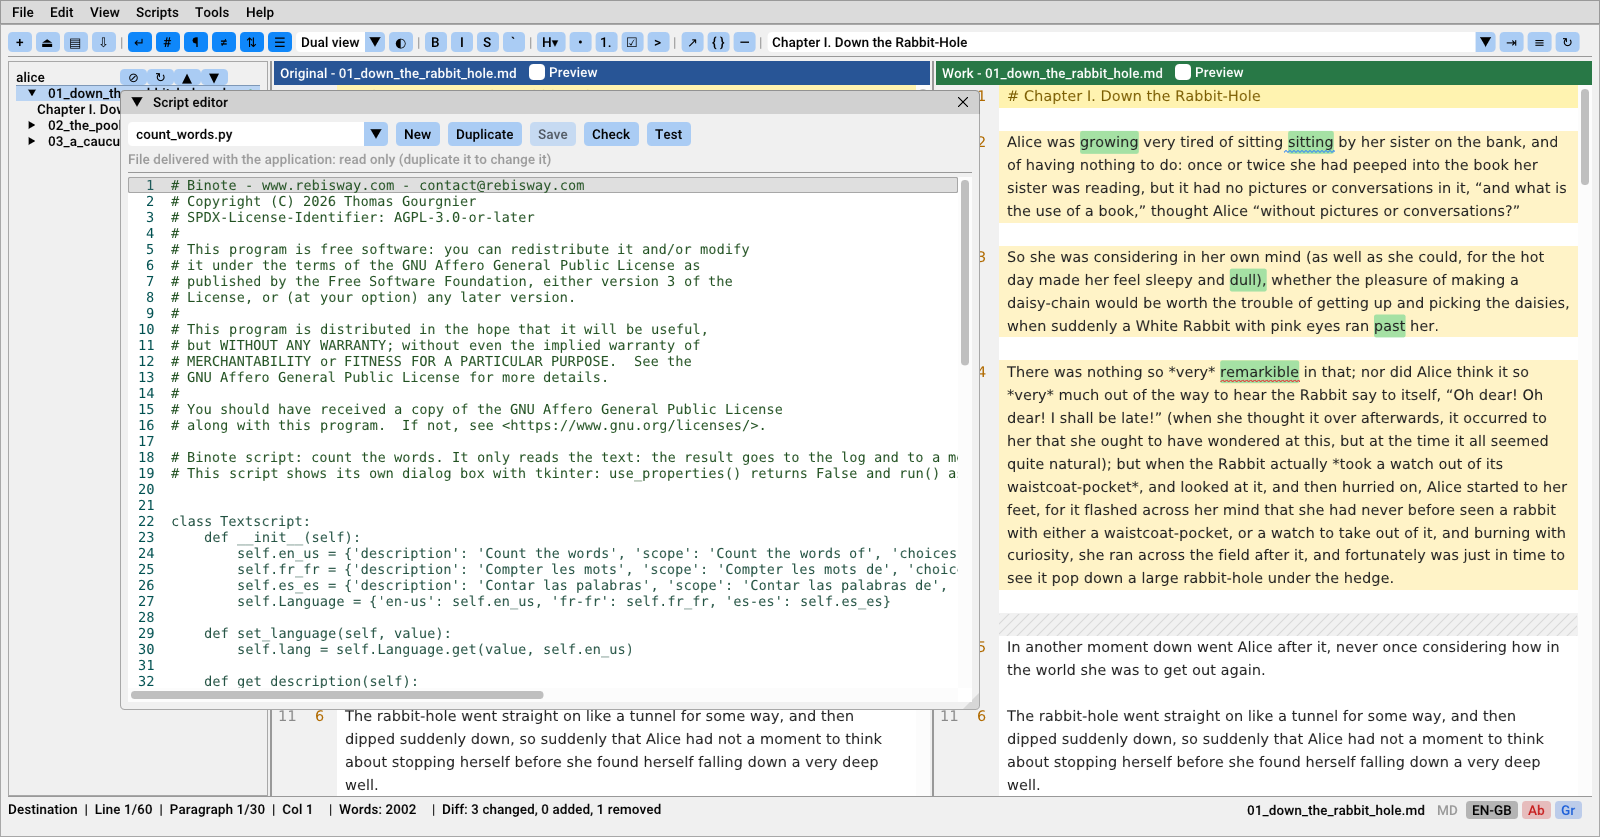 File Edit View Scripts Tools Help
+ ⏏ ▤ ⇩ | ↵ # ¶ ≠ ⇅ ☰ Dual view ▼ ◐ | B I S ` | H▾ • 1. ☑ > | ↗ {} — | Chapter I. Down the Rabbit-Hole ▼ ⇥ ≡ ↻
alice ⊘ ↻ ▲ ▼
▼ 01_down_th
Chapter I. Dow
▶ 02_the_pool
▶ 03_a_caucu
Original - 01_down_the_rabbit_hole.md Preview
Work - 01_down_the_rabbit_hole.md Preview
▼ Script editor ✕
count_words.py ▼ New Duplicate Save Check Test
File delivered with the application: read only (duplicate it to change it)
1 # Binote - www.rebisway.com - contact@rebisway.com
2 # Copyright (C) 2026 Thomas Gourgnier
3 # SPDX-License-Identifier: AGPL-3.0-or-later
4 #
5 # This program is free software: you can redistribute it and/or modify
6 # it under the terms of the GNU Affero General Public License as
7 # published by the Free Software Foundation, either version 3 of the
8 # License, or (at your option) any later version.
9 #
10 # This program is distributed in the hope that it will be useful,
11 # but WITHOUT ANY WARRANTY; without even the implied warranty of
12 # MERCHANTABILITY or FITNESS FOR A PARTICULAR PURPOSE.  See the
13 # GNU Affero General Public License for more details.
14 #
15 # You should have received a copy of the GNU Affero General Public License
16 # along with this program.  If not, see <https://www.gnu.org/licenses/>.
17
18 # Binote script: count the words. It only reads the text: the result goes to the log and to a m
19 # This script shows its own dialog box with tkinter: use_properties() returns False and run() a
20
21
22 class Textscript:
23     def __init__(self):
24         self.en_us = {'description': 'Count the words', 'scope': 'Count the words of', 'choices
25         self.fr_fr = {'description': 'Compter les mots', 'scope': 'Compter les mots de', 'choic
26         self.es_es = {'description': 'Contar las palabras', 'scope': 'Contar las palabras de',
27         self.Language = {'en-us': self.en_us, 'fr-fr': self.fr_fr, 'es-es': self.es_es}
28
29     def set_language(self, value):
30         self.lang = self.Language.get(value, self.en_us)
31
32     def get_description(self):
11 6 The rabbit-hole went straight on like a tunnel for some way, and then
dipped suddenly down, so suddenly that Alice had not a moment to think
about stopping herself before she found herself falling down a very deep
well.
1 # Chapter I. Down the Rabbit-Hole
2 Alice was growing very tired of sitting sitting by her sister on the bank, and
of having nothing to do: once or twice she had peeped into the book her
sister was reading, but it had no pictures or conversations in it, “and what is
the use of a book,” thought Alice “without pictures or conversations?”
3 So she was considering in her own mind (as well as she could, for the hot
day made her feel sleepy and dull), whether the pleasure of making a
daisy-chain would be worth the trouble of getting up and picking the daisies,
when suddenly a White Rabbit with pink eyes ran past her.
4 There was nothing so *very* remarkible in that; nor did Alice think it so
*very* much out of the way to hear the Rabbit say to itself, “Oh dear! Oh
dear! I shall be late!” (when she thought it over afterwards, it occurred to
her that she ought to have wondered at this, but at the time it all seemed
quite natural); but when the Rabbit actually *took a watch out of its
waistcoat-pocket*, and looked at it, and then hurried on, Alice started to her
feet, for it flashed across her mind that she had never before seen a rabbit
with either a waistcoat-pocket, or a watch to take out of it, and burning with
curiosity, she ran across the field after it, and fortunately was just in time to
see it pop down a large rabbit-hole under the hedge.
5 In another moment down went Alice after it, never once considering how in
the world she was to get out again.
11 6 The rabbit-hole went straight on like a tunnel for some way, and then
dipped suddenly down, so suddenly that Alice had not a moment to think
about stopping herself before she found herself falling down a very deep
well.
Destination | Line 1/60 | Paragraph 1/30 | Col 1 | Words: 2002 | Diff: 3 changed, 0 added, 1 removed
01_down_the_rabbit_hole.md MD EN-GB Ab Gr